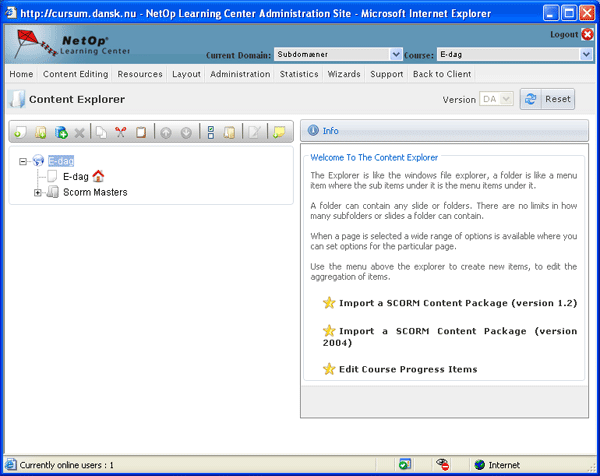 http://cursum.dansk.nu - NetOp Learning Center Administration Site - Microsoft Internet Explorer
NetOp®
Learning Center
Logout
Current Domain: Subdomæner Course: E-dag
Home Content Editing Resources Layout Administration Statistics Wizards Support Back to Client
Content Explorer
Version DA Reset
Info
E-dag
E-dag
Scorm Masters
Welcome To The Content Explorer
The Explorer is like the windows file explorer, a folder is like a menu
item where the sub items under it is the menu items under it.
A folder can contain any slide or folders. There are no limits in how
many subfolders or slides a folder can contain.
When a page is selected a wide range of options is available where you
can set options for the particular page.
Use the menu above the explorer to create new items, to edit the
aggregation of items.
Import a SCORM Content Package (version 1.2)
Import a SCORM Content Package (version
2004)
Edit Course Progress Items
Currently online users : 1
Internet